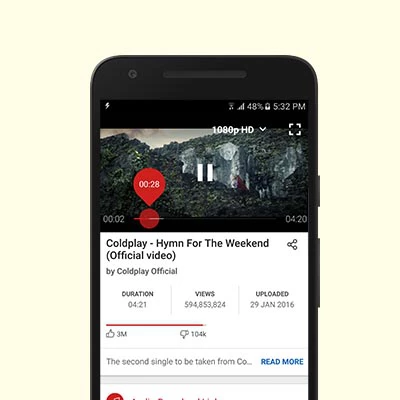 48% 5:32 PM
1080p HD
00:28
00:02
04:20
Coldplay - Hymn For The Weekend
(Official video)
by Coldplay Official
DURATION VIEWS UPLOADED
04:21 594,853,824 29 JAN 2016
3M 104k
The second single to be taken from Co... READ MORE